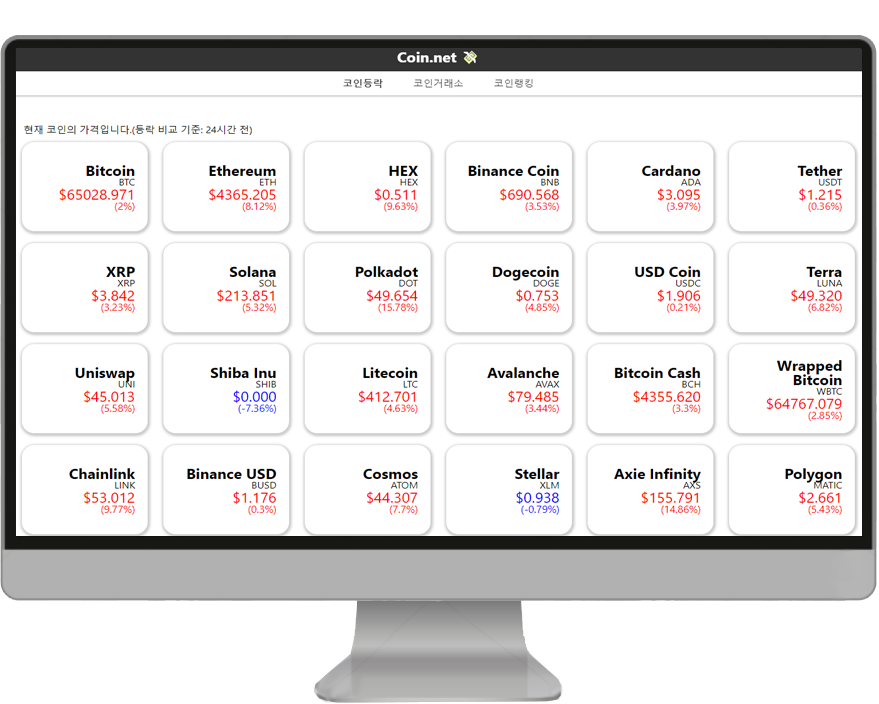 Coin.net
코인등락 코인거래소 코인랭킹
현재 코인의 가격입니다.(등락 비교 기준: 24시간 전)
Bitcoin
BTC
$65028.971
(2%)
Ethereum
ETH
$4365.205
(8.12%)
HEX
HEX
$0.511
(9.63%)
Binance Coin
BNB
$690.568
(3.53%)
Cardano
ADA
$3.095
(3.97%)
Tether
USDT
$1.215
(0.36%)
XRP
XRP
$3.842
(3.23%)
Solana
SOL
$213.851
(5.32%)
Polkadot
DOT
$49.654
(15.78%)
Dogecoin
DOGE
$0.753
(4.85%)
USD Coin
USDC
$1.906
(0.21%)
Terra
LUNA
$49.320
(6.82%)
Uniswap
UNI
$45.013
(5.58%)
Shiba Inu
SHIB
$0.000
(-7.36%)
Litecoin
LTC
$412.701
(4.63%)
Avalanche
AVAX
$79.485
(3.44%)
Bitcoin Cash
BCH
$4355.620
(3.3%)
Wrapped
Bitcoin
WBTC
$64767.079
(2.85%)
Chainlink
LINK
$53.012
(9.77%)
Binance USD
BUSD
$1.176
(0.3%)
Cosmos
ATOM
$44.307
(7.7%)
Stellar
XLM
$0.938
(-0.79%)
Axie Infinity
AXS
$155.791
(14.86%)
Polygon
MATIC
$2.661
(5.43%)